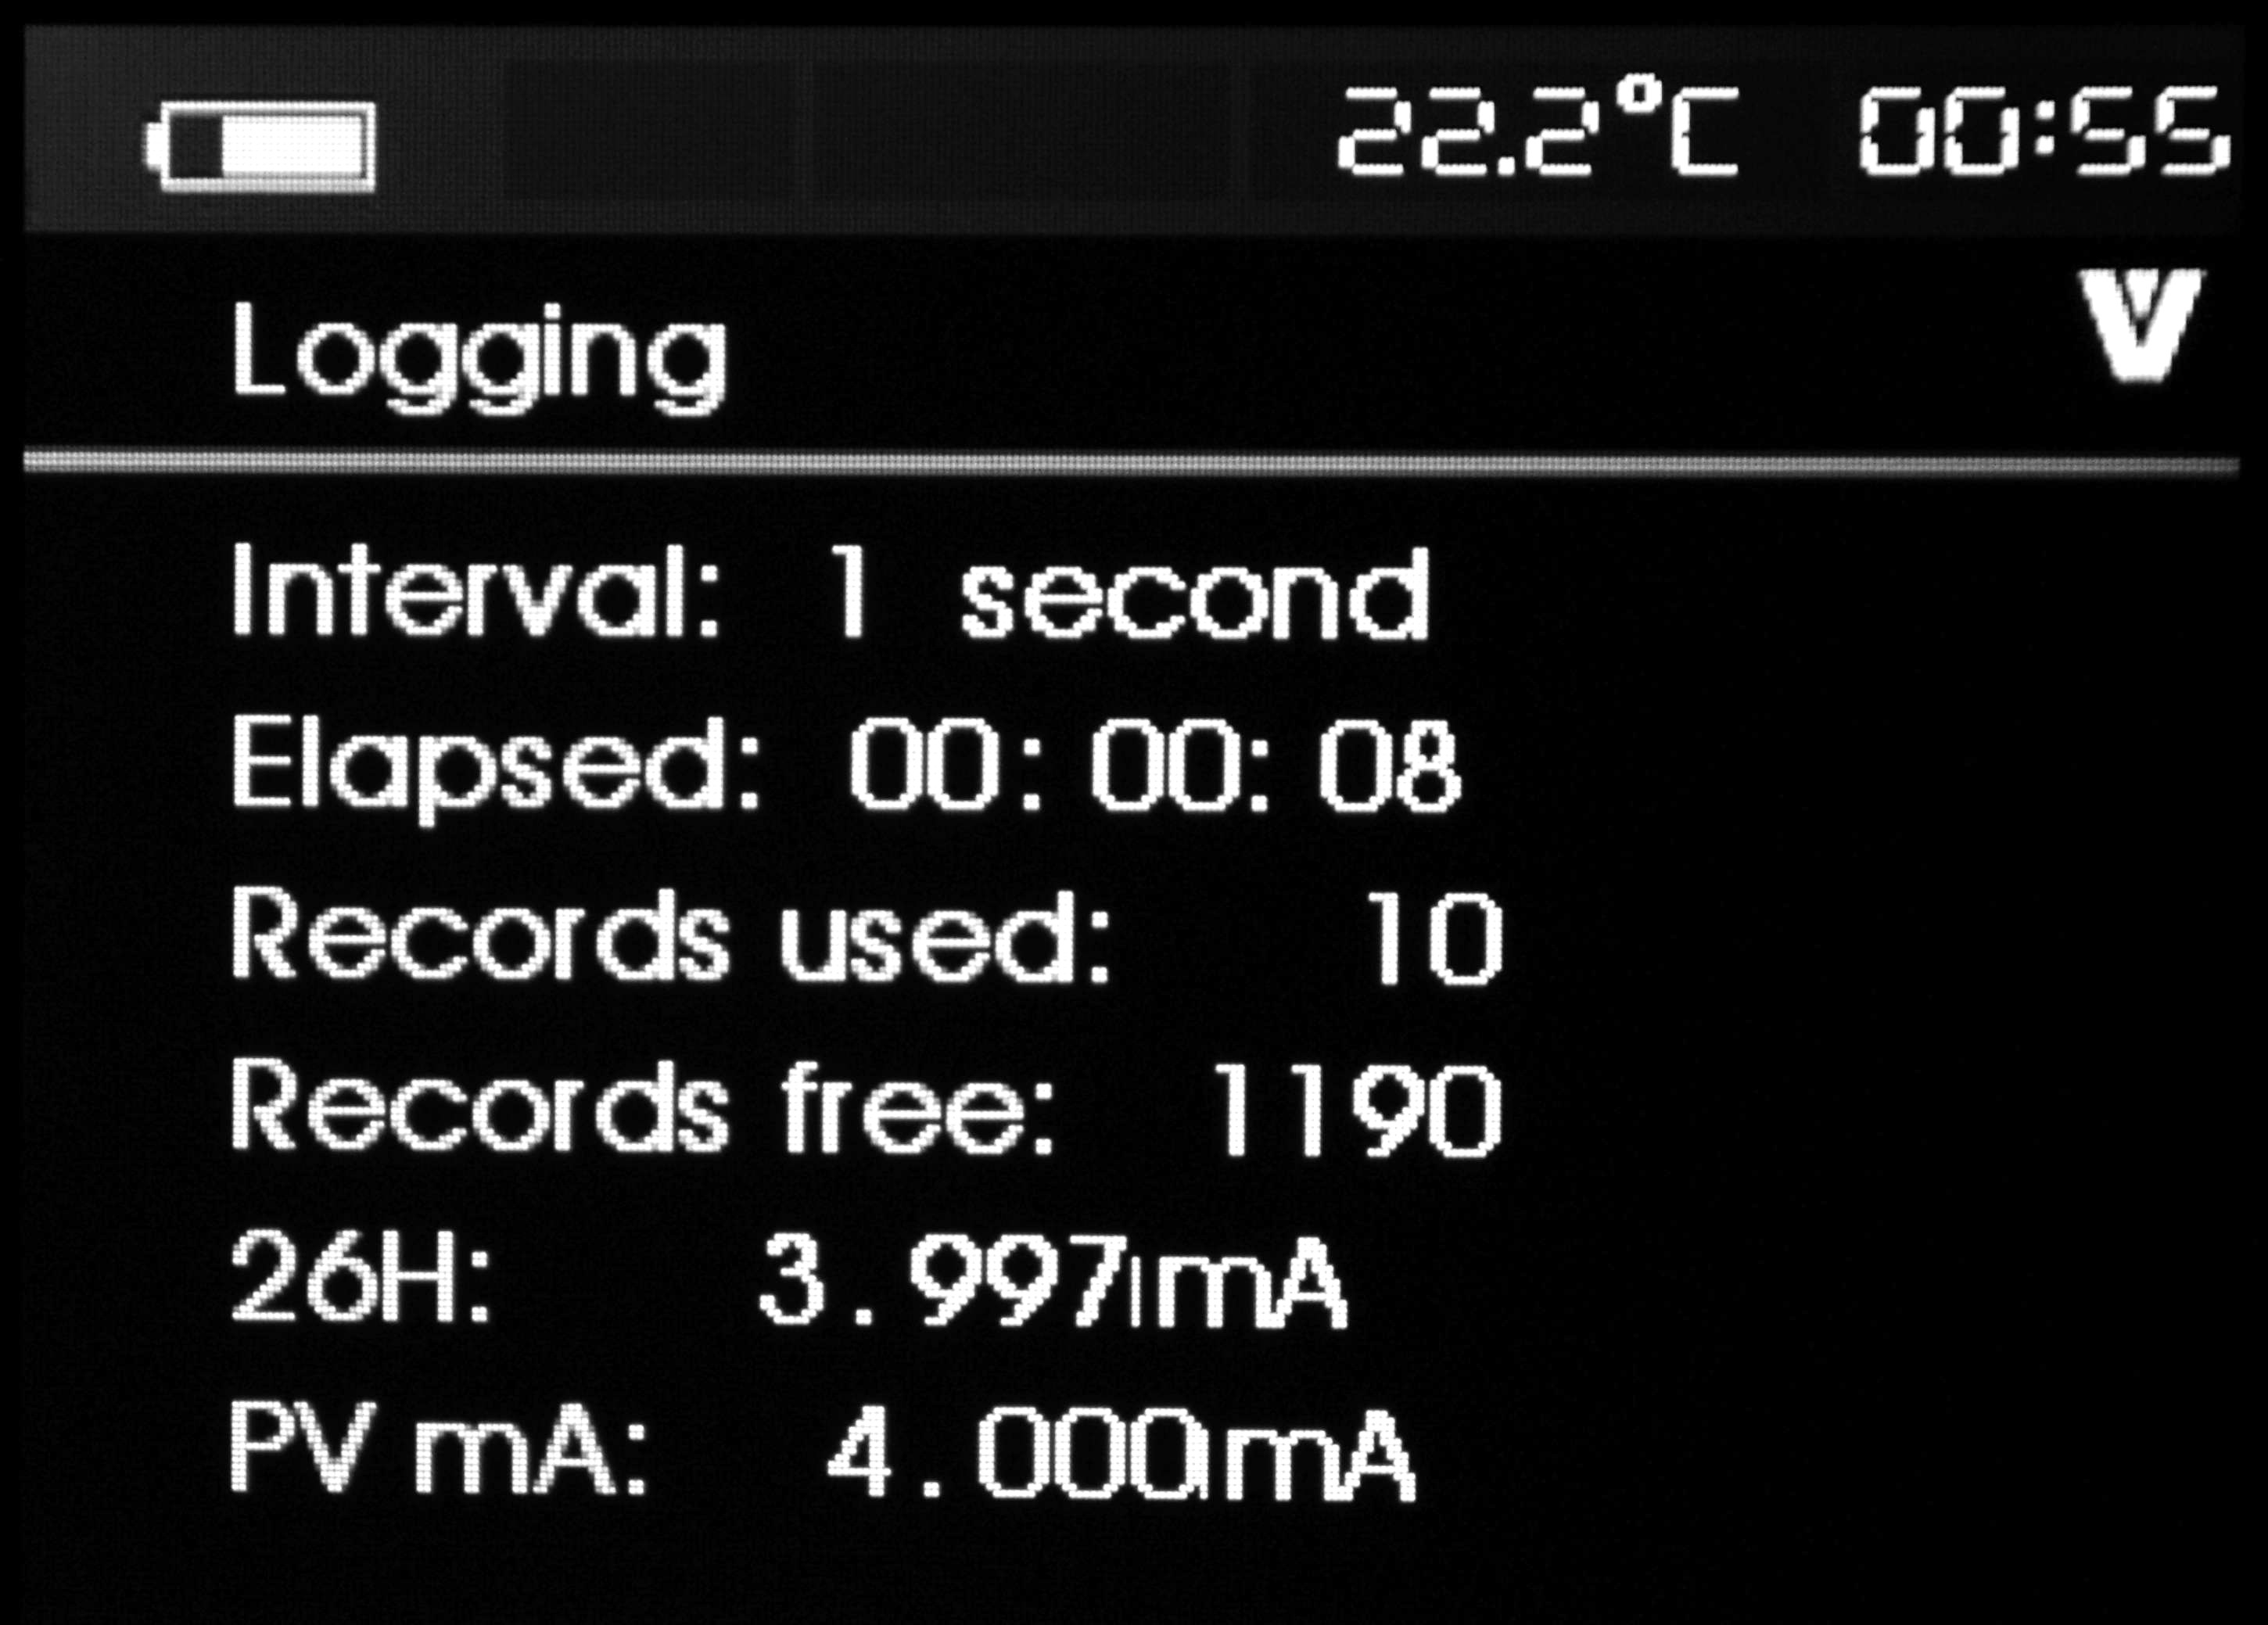 22.2°C 00:55
Logging
V
Interval: 1 second
Elapsed: 00: 00: 08
Records used: 10
Records free: 1190
26H: 3.997mA
PV mA: 4.000mA